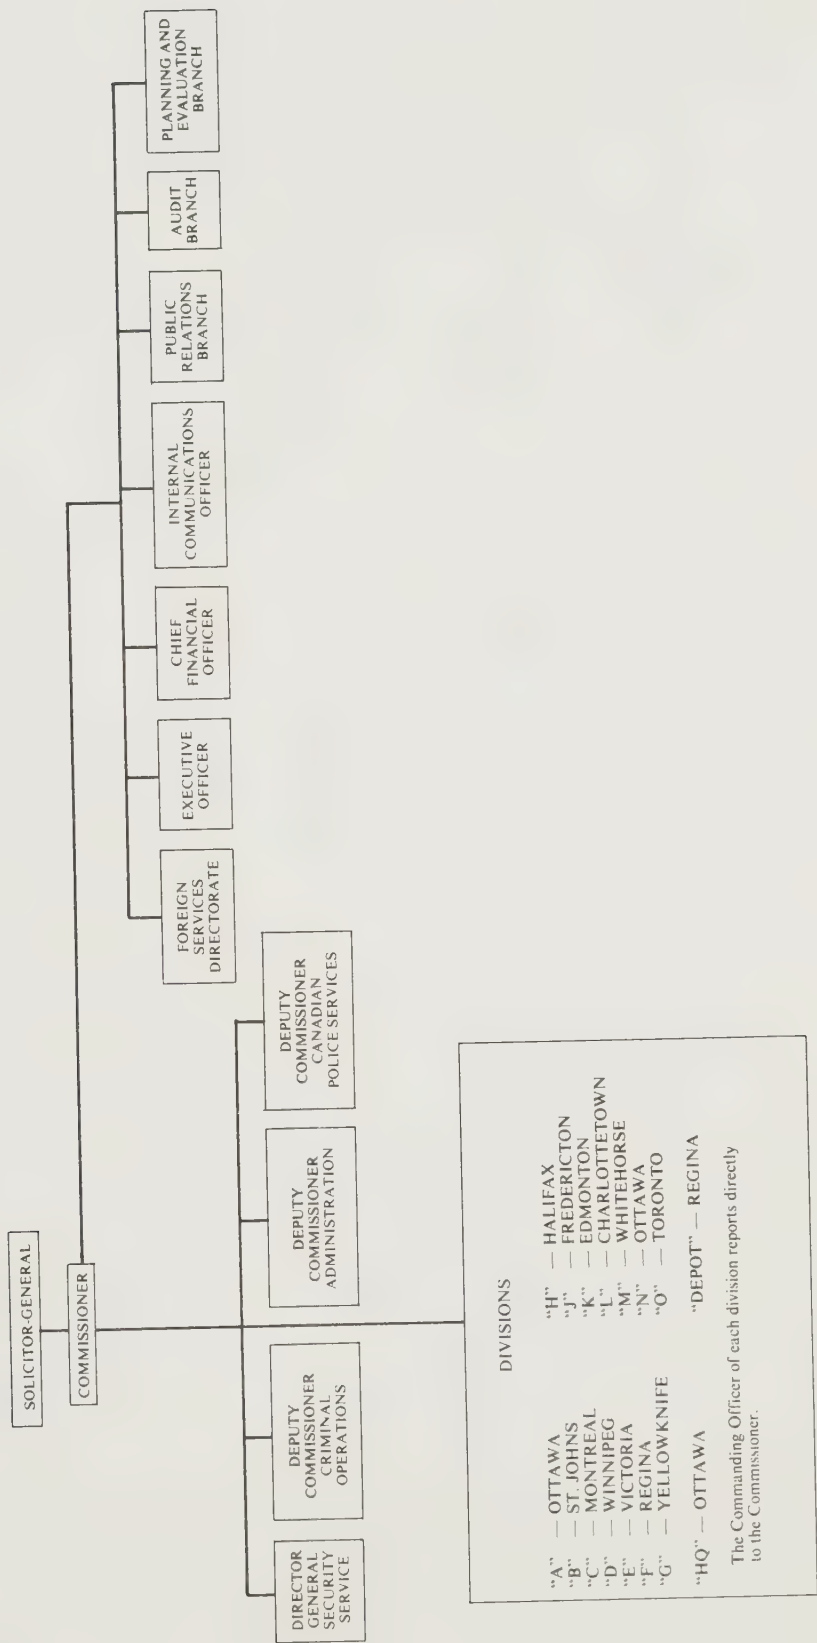 SOLICITOR-GENERAL
COMMISSIONER
FOREIGN
SERVICES
DIRECTORATE
EXECUTIVE
OFFICER
CHIEF
FINANCIAL
OFFICER
INTERNAL
COMMUNICATIONS
OFFICER
PUBLIC
RELATIONS
BRANCH
AUDIT
BRANCH
PLANNING AND
EVALUATION
BRANCH
DIRECTOR
GENERAL
SECURITY
SERVICE
DEPUTY
COMMISSIONER
CRIMINAL
OPERATIONS
DEPUTY
COMMISSIONER
ADMINISTRATION
DEPUTY
COMMISSIONER
CANADIAN
POLICE SERVICES
DIVISIONS
"A" — OTTAWA
"B" — ST. JOHNS
"C" — MONTREAL
"D" — WINNIPEG
"E" — VICTORIA
"F" — REGINA
"G" — YELLOWKNIFE
"HQ" — OTTAWA
"H" — HALIFAX
"J" — FREDERICTON
"K" — EDMONTON
"L" — CHARLOTTETOWN
"M" — WHITEHORSE
"N" — OTTAWA
"O" — TORONTO
"DEPOT" — REGINA
The Commanding Officer of each division reports directly
to the Commissioner.